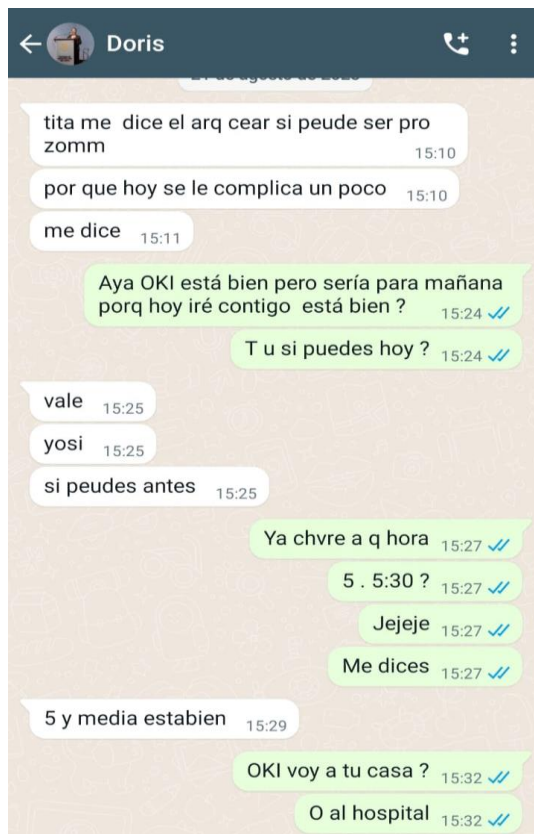 Doris
tita me dice el arq cear si peude ser pro
zomm
15:10
por que hoy se le complica un poco 15:10
me dice 15:11
Aya OKI está bien pero sería para mañana
porq hoy iré contigo está bien ?
15:24
T u si puedes hoy ? 15:24
vale 15:25
yosi 15:25
si peudes antes 15:25
Ya chvre a q hora 15:27
5 . 5:30 ? 15:27
Jejeje 15:27
Me dices 15:27
5 y media estabien 15:29
OKI voy a tu casa ? 15:32
O al hospital 15:32